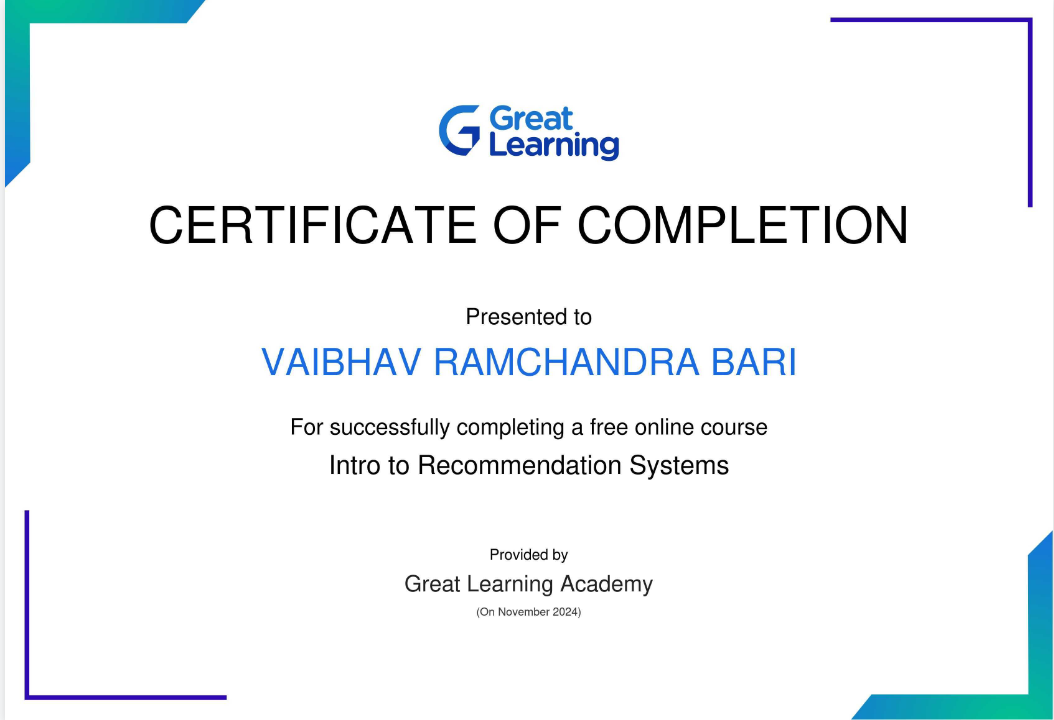 Great
Learning
CERTIFICATE OF COMPLETION
Presented to
VAIBHAV RAMCHANDRA BARI
For successfully completing a free online course
Intro to Recommendation Systems
Provided by
Great Learning Academy
(On November 2024)